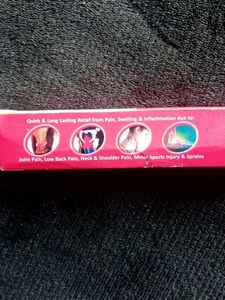 Quick & Long Lasting Relief from Pain, Swelling & Inflammation due to:
Joint Pain, Low Back Pain, Neck & Shoulder Pain, Minor Sports Injury & Sprains